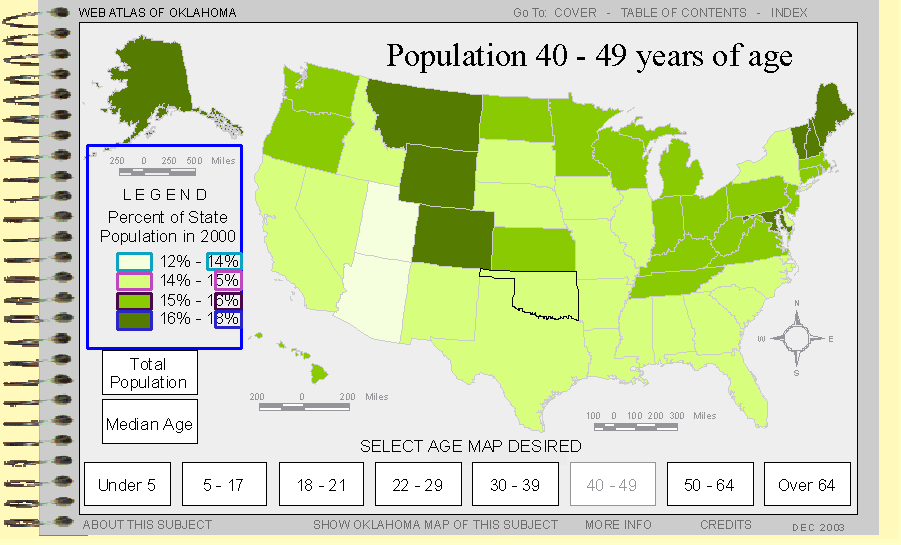 WEB ATLAS OF OKLAHOMA
Go To: COVER - TABLE OF CONTENTS - INDEX
Population 40 - 49 years of age
250 0 250 500 Miles
LEGEND
Percent of State
Population in 2000
12% - 14%
14% - 15%
15% - 16%
16% - 18%
N
W E
S
Total
Population
Median Age
200 0 200 Miles
100 0 100 200 300 Miles
SELECT AGE MAP DESIRED
Under 5
5 - 17
18 - 21
22 - 29
30 - 39
40 - 49
50 - 64
Over 64
ABOUT THIS SUBJECT
SHOW OKLAHOMA MAP OF THIS SUBJECT
MORE INFO
CREDITS
DEC 2003